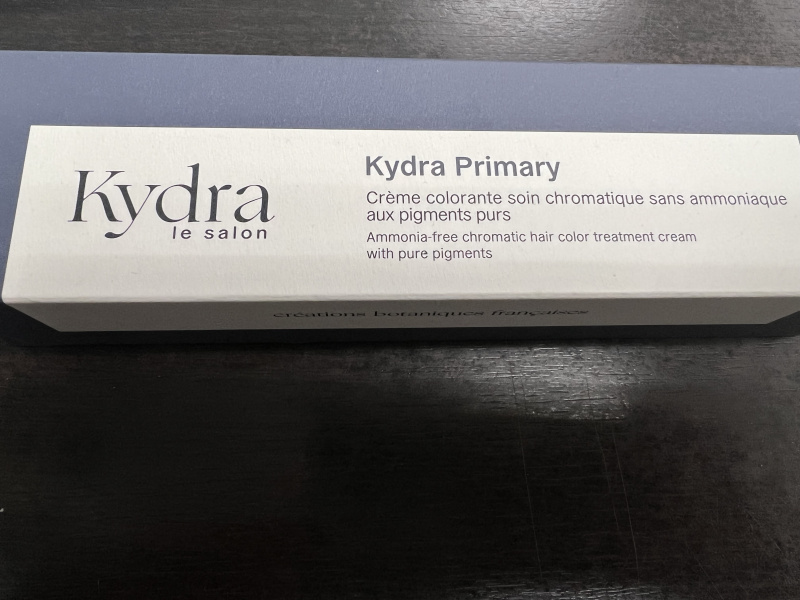 Kydra
le salon
Kydra Primary
Crème colorante soin chromatique sans ammoniaque
aux pigments purs
Ammonia-free chromatic hair color treatment cream
with pure pigments
créations botaniques françaises